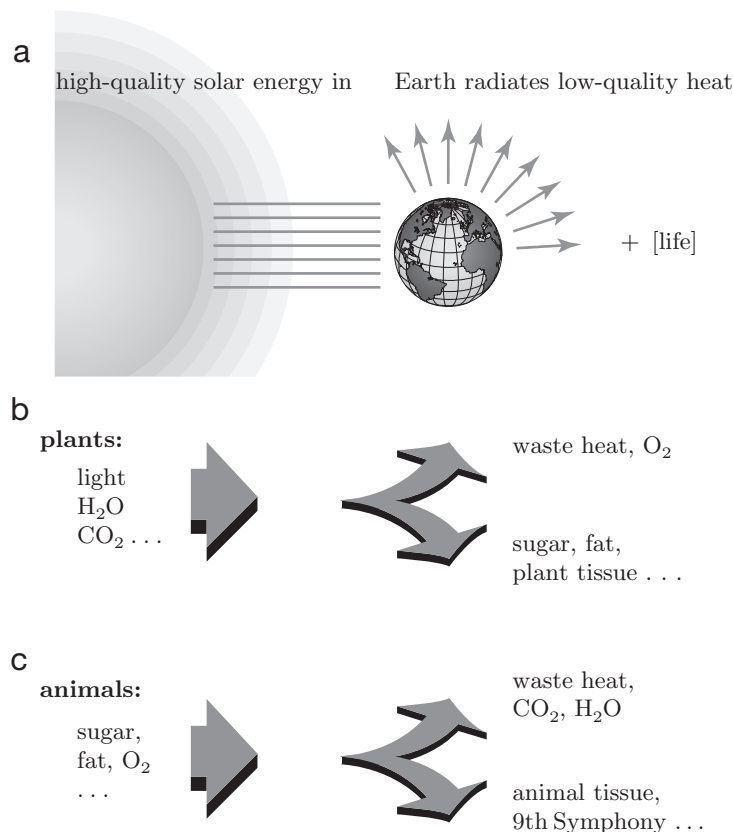 a
high-quality solar energy in
Earth radiates low-quality heat
+ [life]
b
plants:
light
H₂O
CO₂ . . .
waste heat, O₂
sugar, fat,
plant tissue . . .
c
animals:
sugar,
fat, O₂
. . .
waste heat,
CO₂, H₂O
animal tissue,
9th Symphony . . .